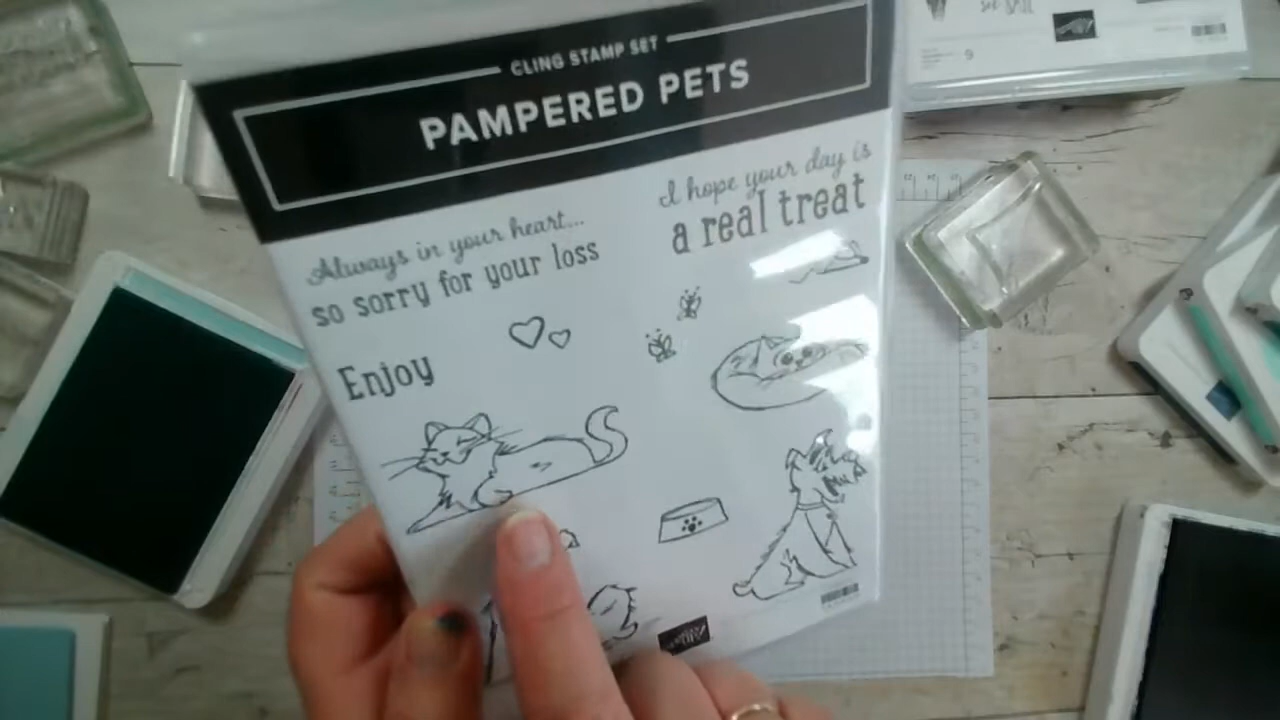 CLING STAMP SET
PAMPERED PETS
Always in your heart...
so sorry for your loss
I hope your day is
a real treat
Enjoy
9